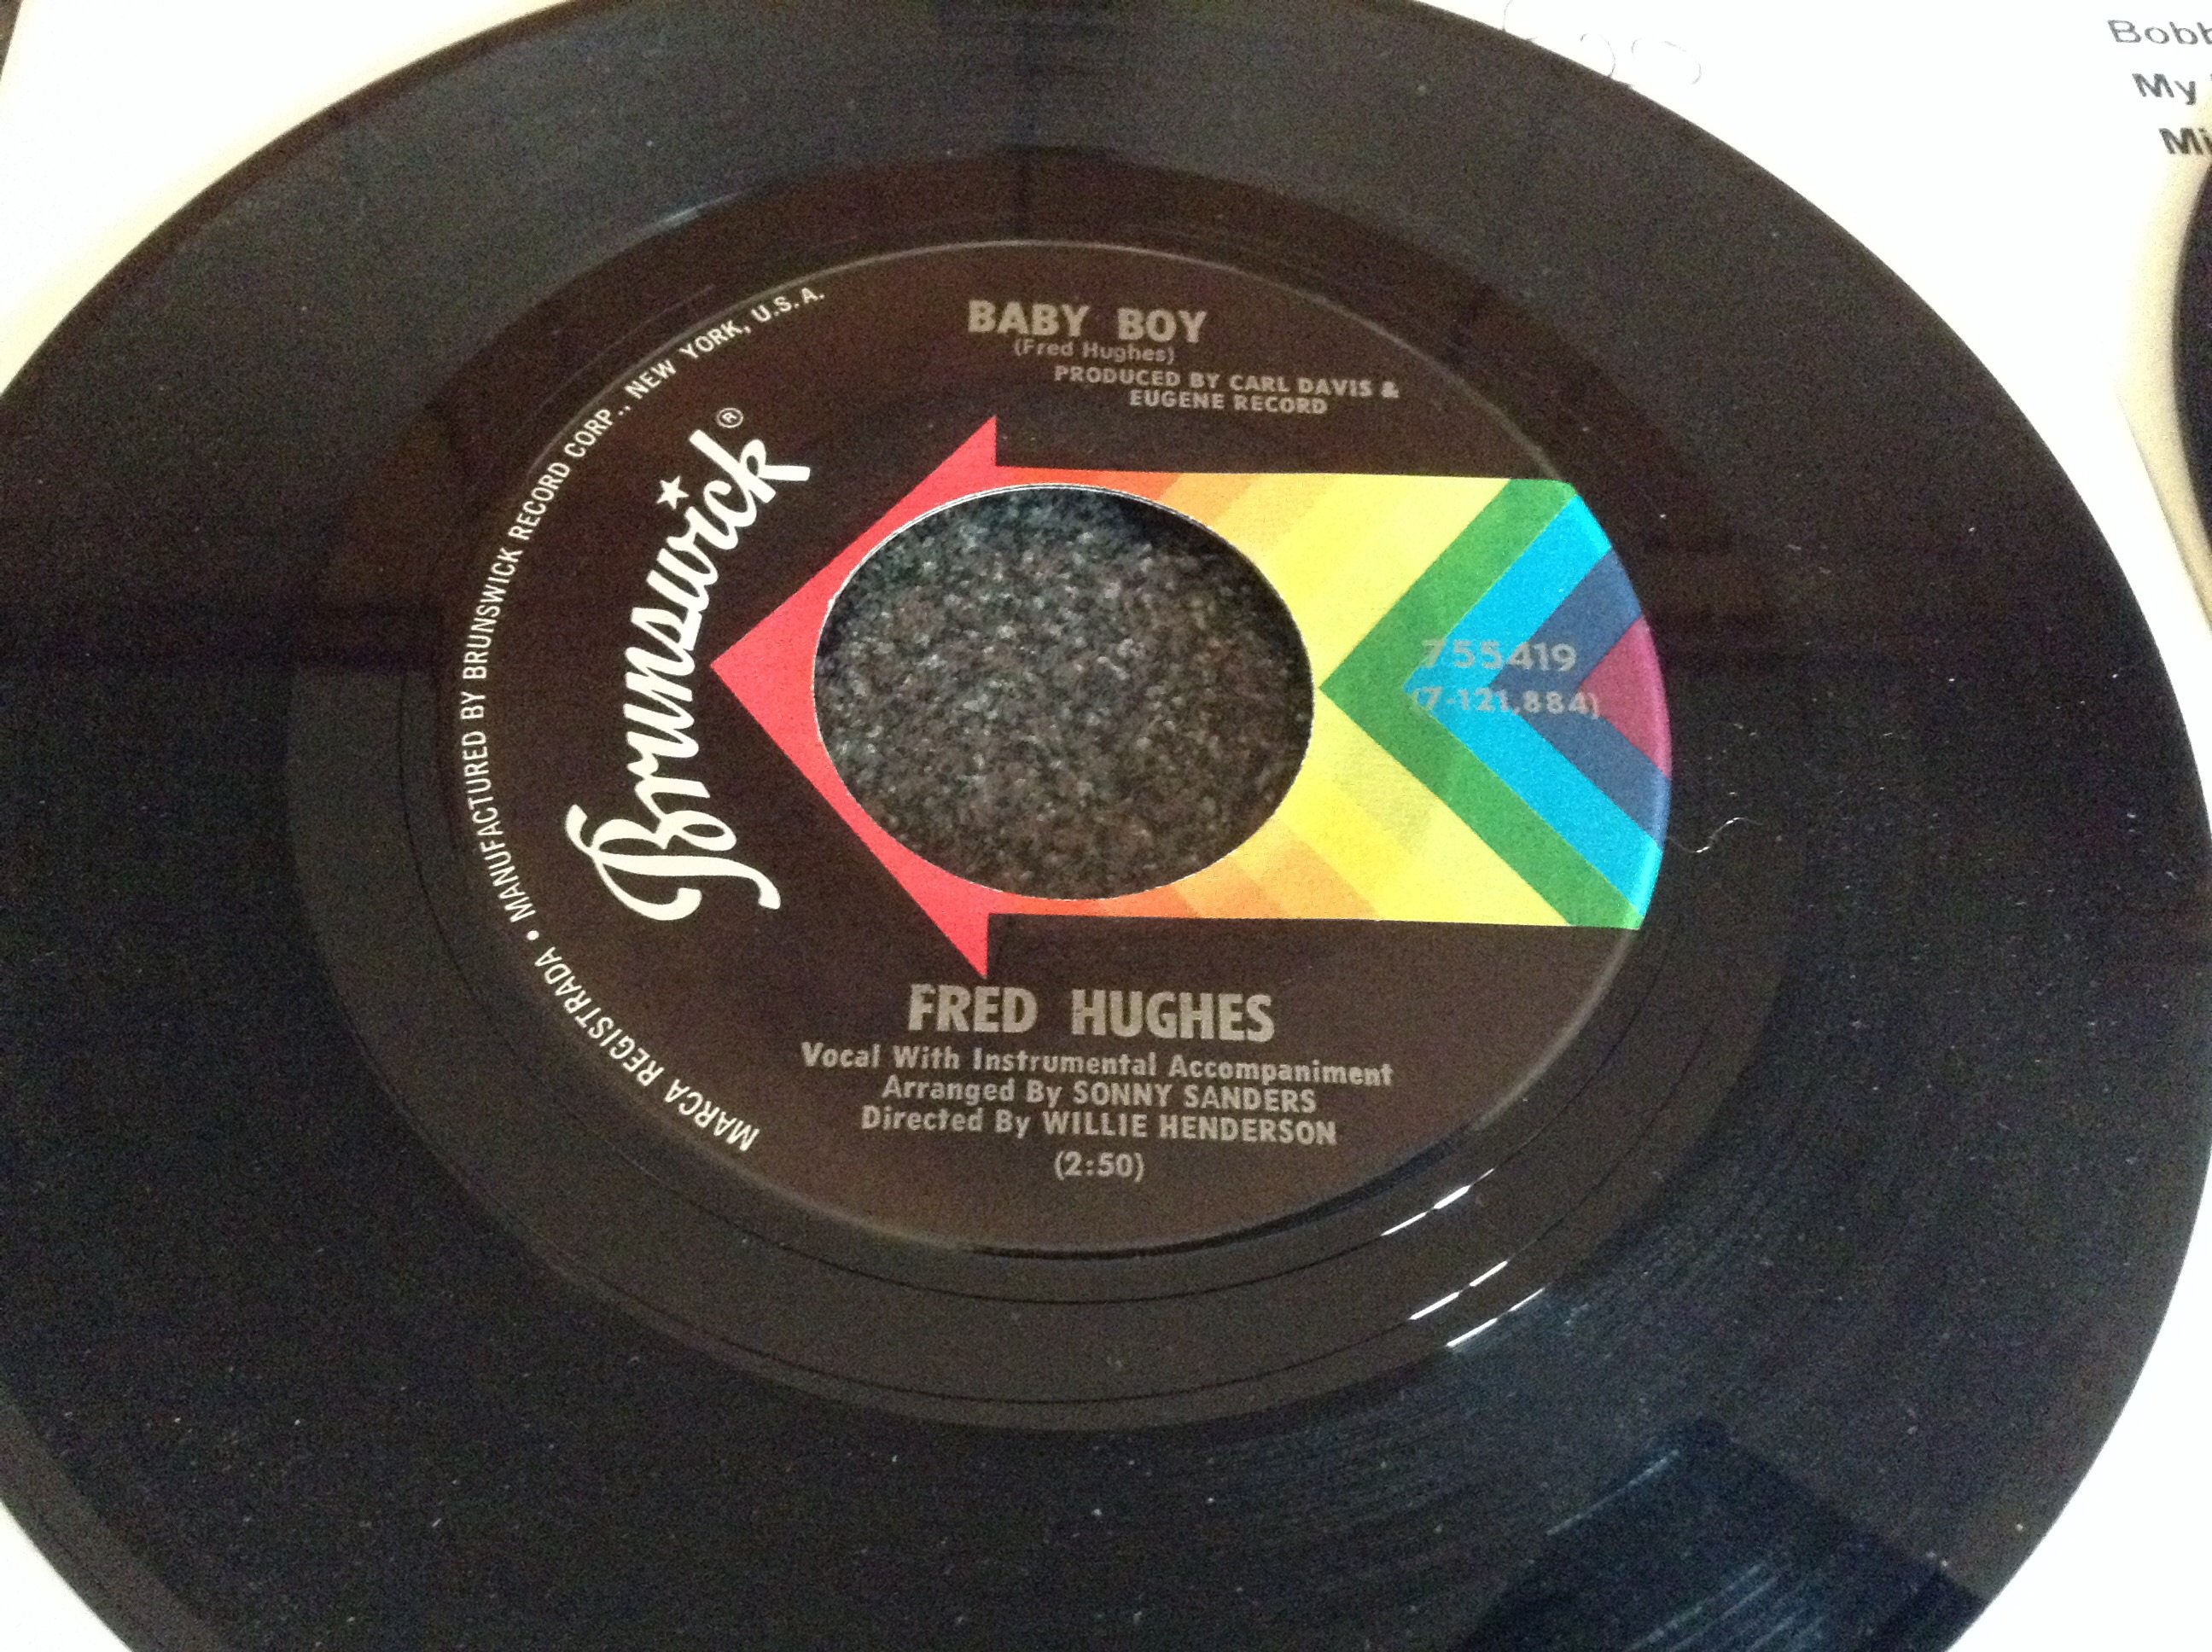 BABY BOY
(Fred Hughes)
PRODUCED BY CARL DAVIS &
EUGENE RECORD
Brunswick®
755419
(7-121,884)
FRED HUGHES
Vocal With Instrumental Accompaniment
Arranged By SONNY SANDERS
Directed By WILLIE HENDERSON
(2:50)
MARCA REGISTRADA • MANUFACTURED BY BRUNSWICK RECORD CORP., NEW YORK, U.S.A.
My